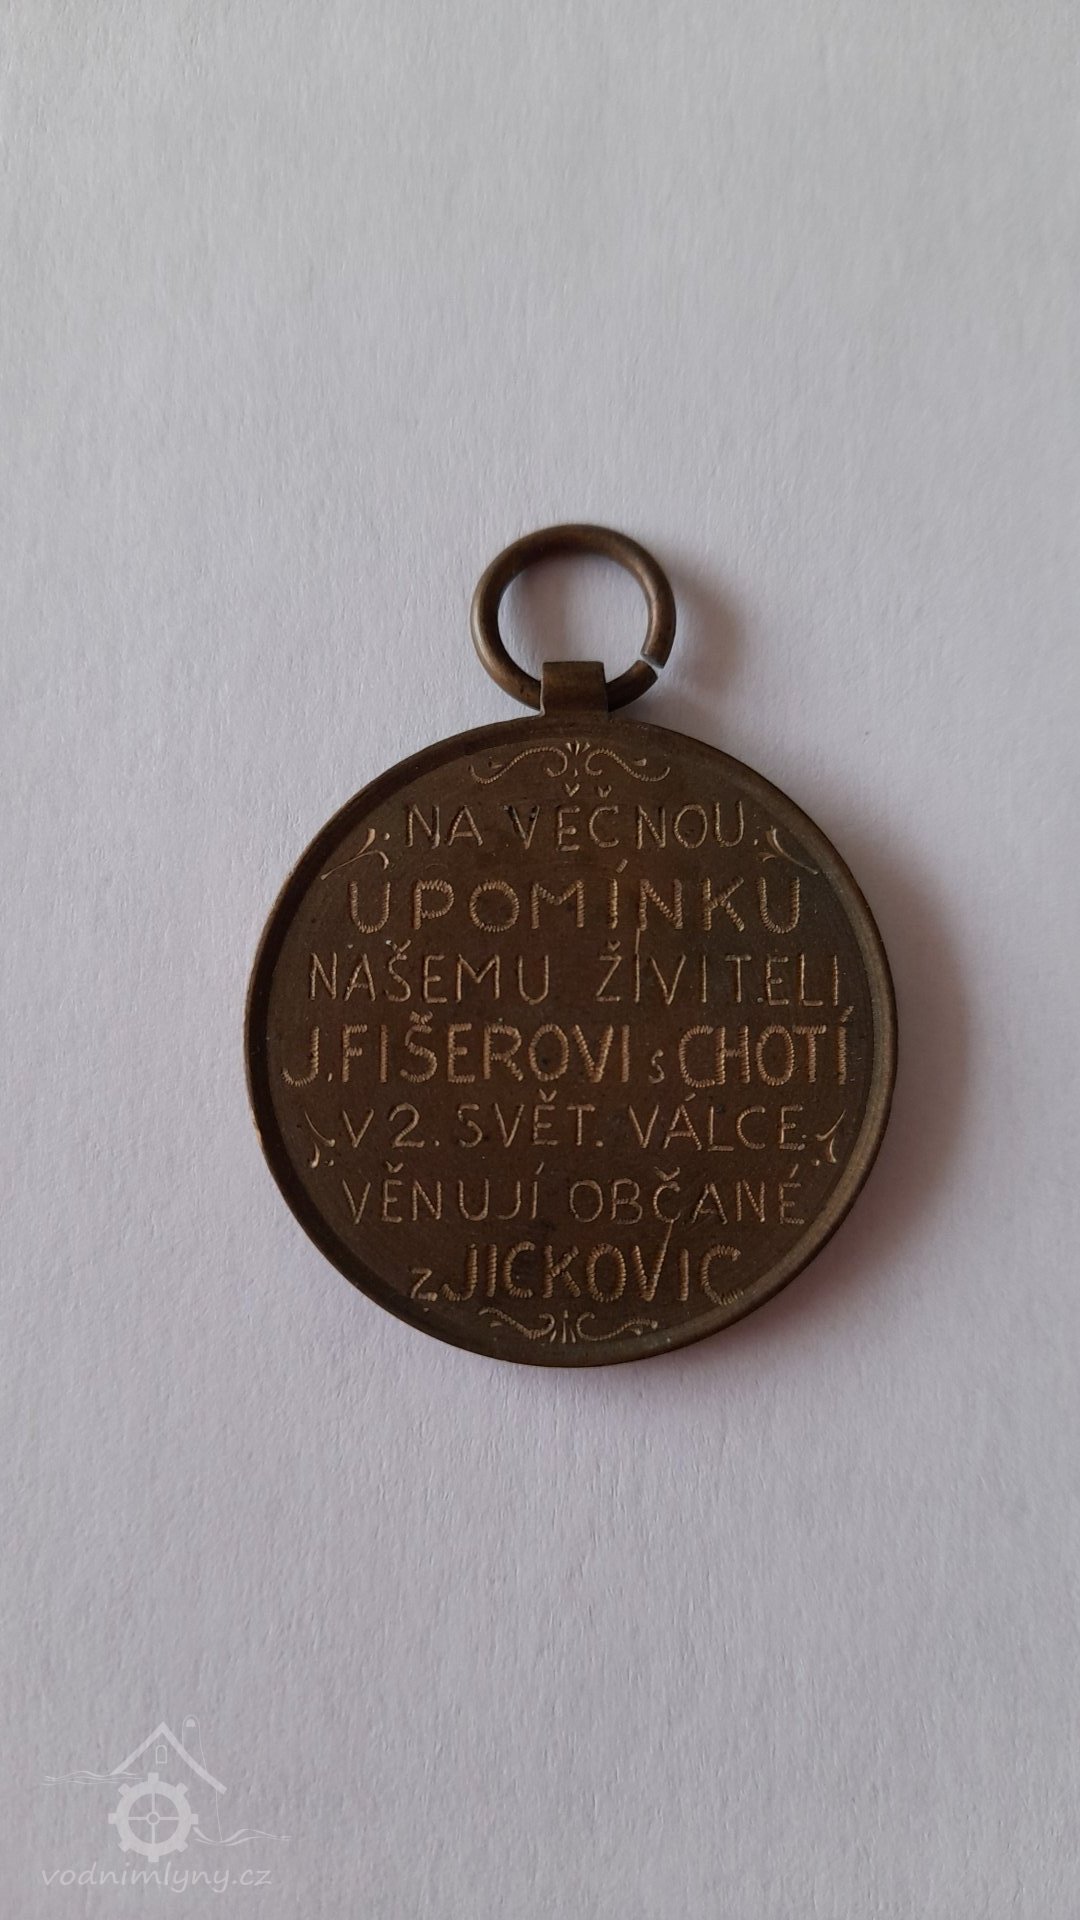 NA VĚČNOU
UPOMÍNKU
NAŠEMU ŽIVITELI
J. FIŠEROVI s CHOTÍ
V 2. SVĚT. VÁLCE
VĚNUJÍ OBČANÉ
z JICKOVIC
vodnimlyny.cz